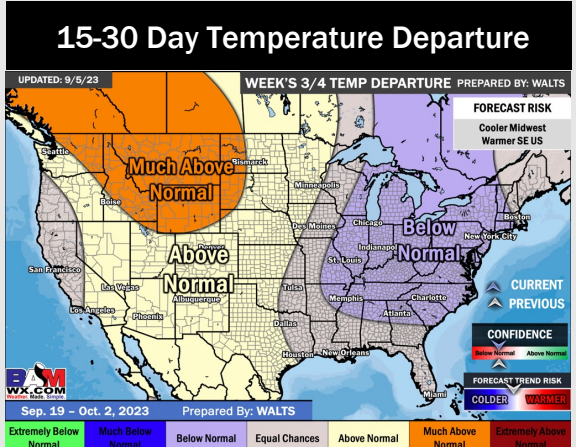 15-30 Day Temperature Departure
UPDATED: 9/5/23
WEEK'S 3/4 TEMP DEPARTURE PREPARED BY: WALTS
FORECAST RISK
Cooler Midwest
Warmer SE US
Seattle
Much Above
Normal
Bismarck
Minneapolis
Boise
Boston
Chicago
Below
Normal
New York City
Des Moines
Indianapol
St. Louis
Denver
Above
Normal
San Francisco
Las Vegas
Albuquerque
Tulsa
Memphis
Charlotte
Los Angeles
Phoenix
Atlanta
Dallas
Houston
New Orleans
Miami
CURRENT
PREVIOUS
CONFIDENCE
Below Normal
Above Normal
FORECAST TREND RISK
COLDER
WARMER
BAM
WX.COM
Weather. Made. Simple.
Sep. 19 – Oct. 2, 2023
Prepared By: WALTS
Extremely Below
Normal
Much Below
Normal
Below Normal
Equal Chances
Above Normal
Much Above
Normal
Extremely Above
Normal